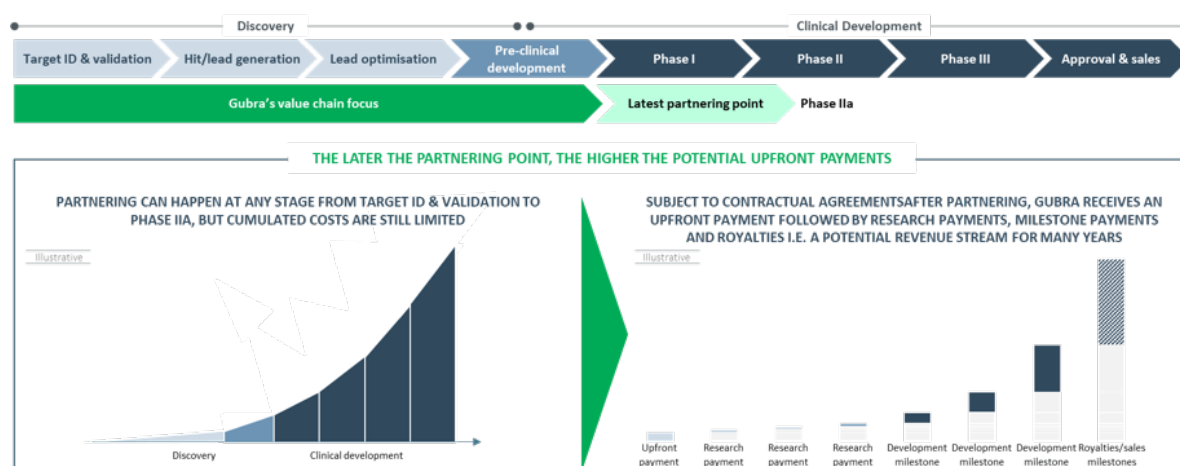 Discovery
Clinical Development
Target ID & validation
Hit/lead generation
Lead optimisation
Pre-clinical
development
Phase I
Phase II
Phase III
Approval & sales
Gubra's value chain focus
Latest partnering point
Phase IIa
THE LATER THE PARTNERING POINT, THE HIGHER THE POTENTIAL UPFRONT PAYMENTS
PARTNERING CAN HAPPEN AT ANY STAGE FROM TARGET ID & VALIDATION TO
PHASE IIA, BUT CUMULATED COSTS ARE STILL LIMITED
Illustrative
Discovery
Clinical development
SUBJECT TO CONTRACTUAL AGREEMENTSAFTER PARTNERING, GUBRA RECEIVES AN
UPFRONT PAYMENT FOLLOWED BY RESEARCH PAYMENTS, MILESTONE PAYMENTS
AND ROYALTIES I.E. A POTENTIAL REVENUE STREAM FOR MANY YEARS
Illustrative
Upfront
payment
Research
payment
Research
payment
Research
payment
Development
milestone
Development
milestone
Development
milestone
Royalties/sales
milestones